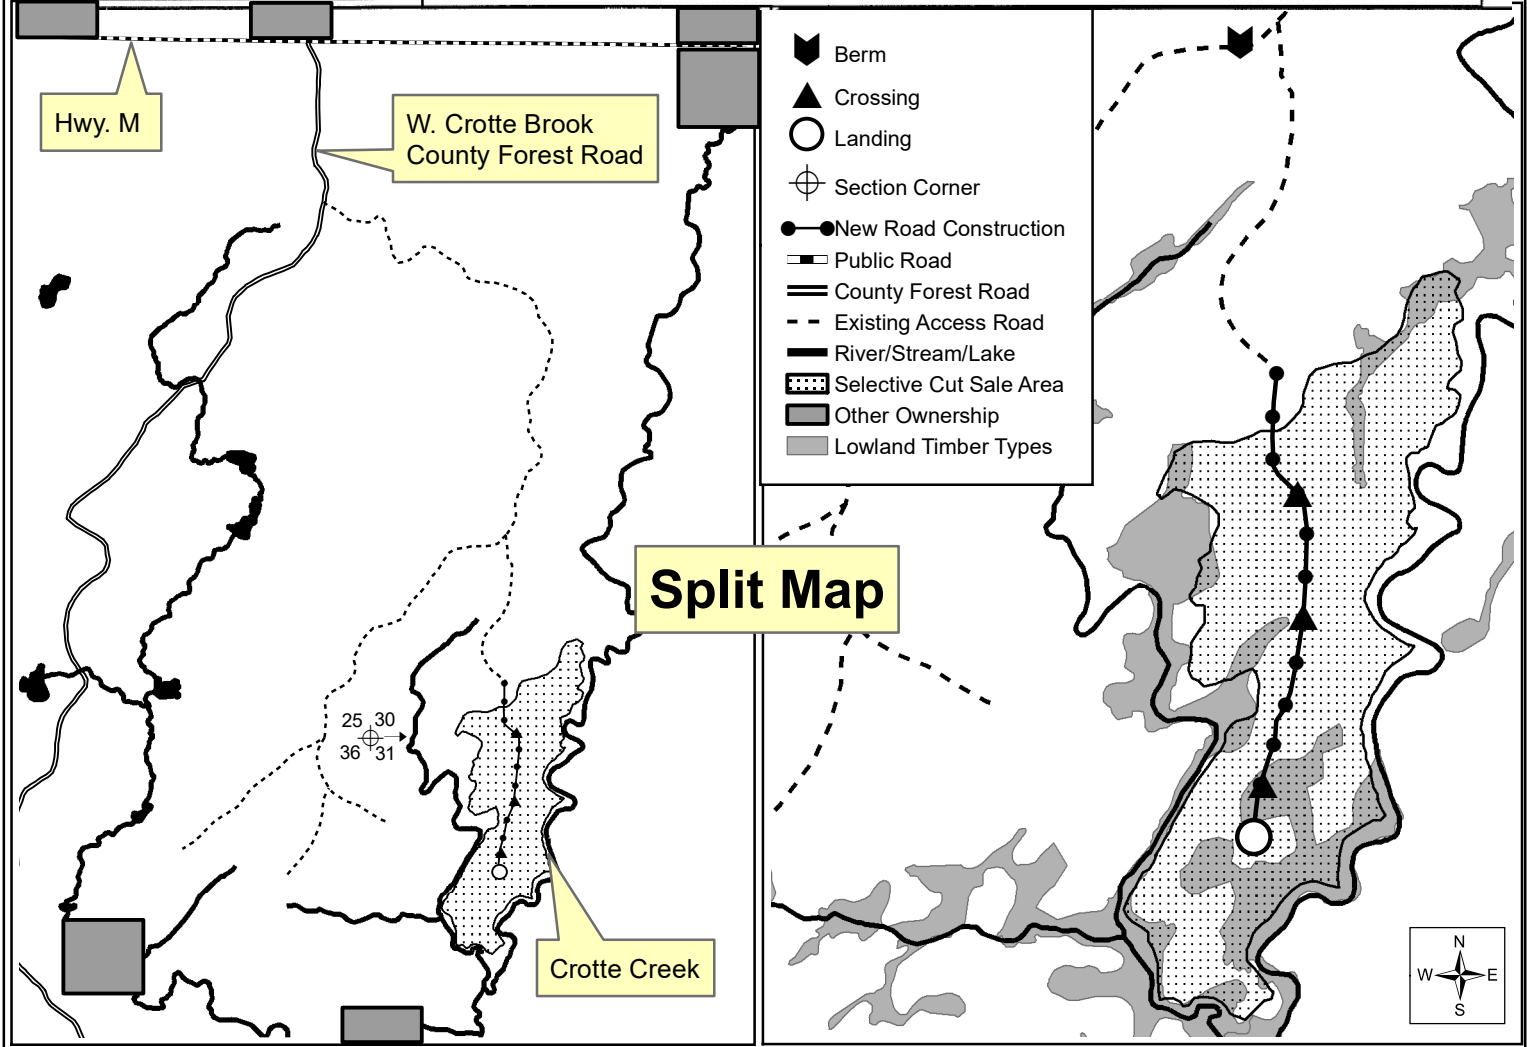 Hwy. M
W. Crotte Brook
County Forest Road
Berm
Crossing
Landing
Section Corner
New Road Construction
Public Road
County Forest Road
Existing Access Road
River/Stream/Lake
Selective Cut Sale Area
Other Ownership
Lowland Timber Types
Split Map
25 30
36 31
Crotte Creek
N
W E
S